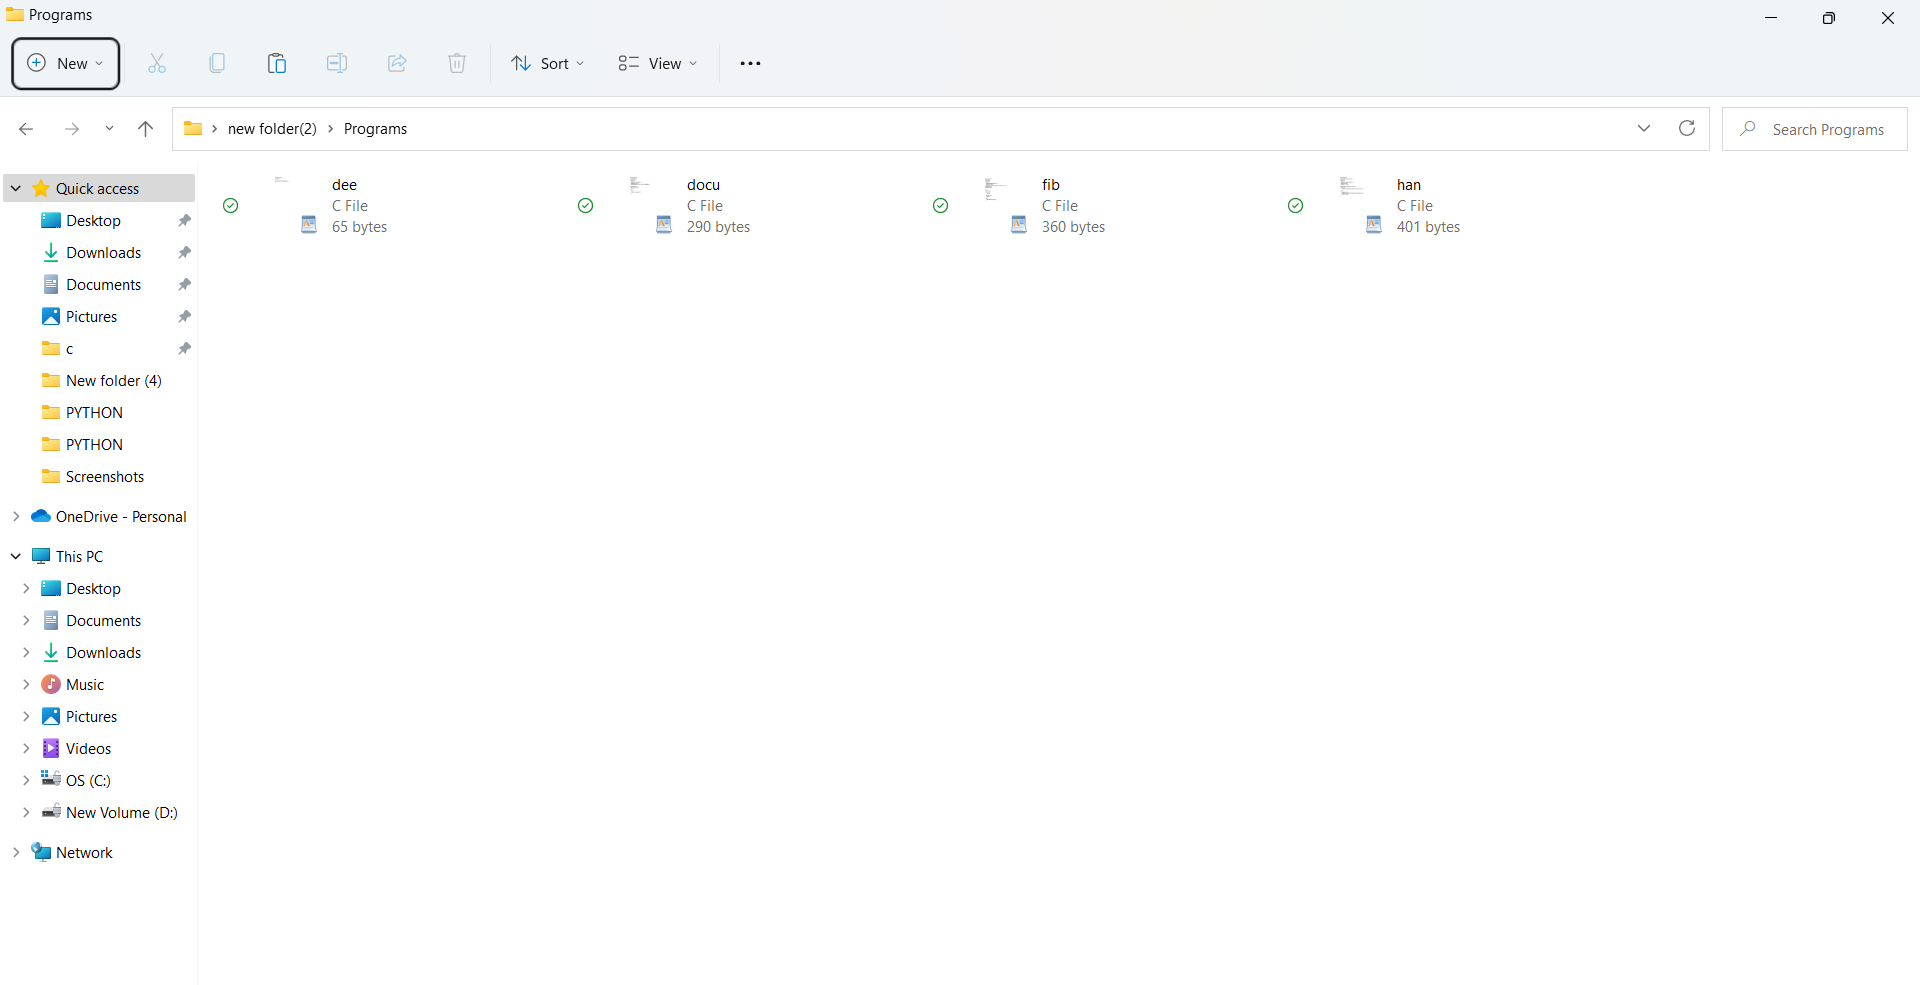 Programs
New
Sort
View
new folder(2) Programs
Search Programs
Quick access
Desktop
Downloads
Documents
Pictures
c
New folder (4)
PYTHON
PYTHON
Screenshots
OneDrive - Personal
This PC
Desktop
Documents
Downloads
Music
Pictures
Videos
OS (C:)
New Volume (D:)
Network
dee
C File
65 bytes
docu
C File
290 bytes
fib
C File
360 bytes
han
C File
401 bytes